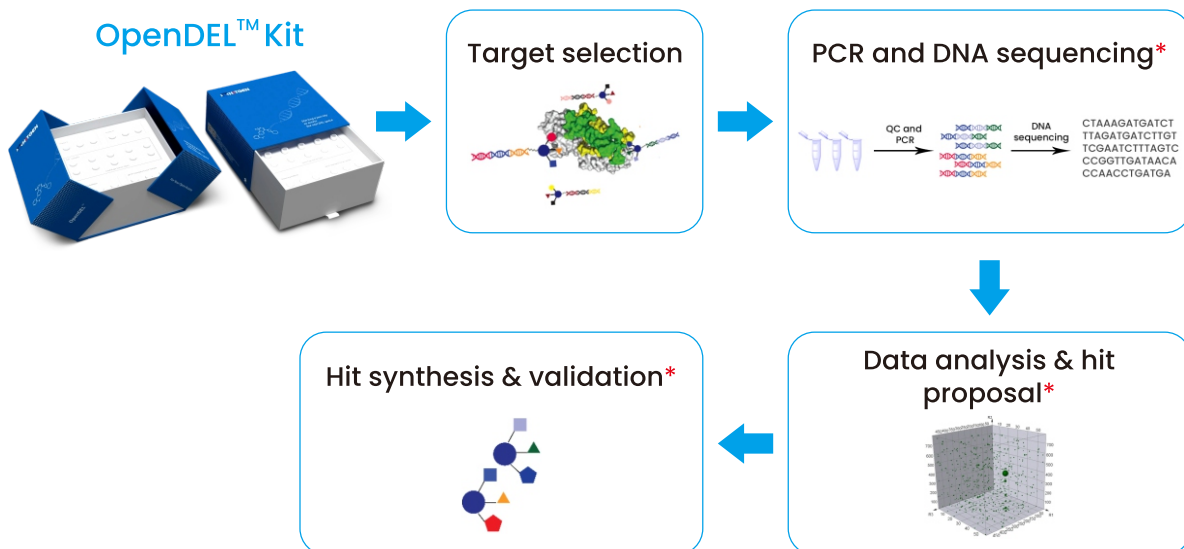 OpenDEL™ Kit
OpenDEL™
Target selection
PCR and DNA sequencing*
QC and
PCR
DNA
sequencing
CTAAAGATGATCT
TTAGATGATCTTGT
TCGAATCTTTAGTC
CCGGTTGATAACA
CCAACCTGATGA
Data analysis & hit
proposal*
Hit synthesis & validation*